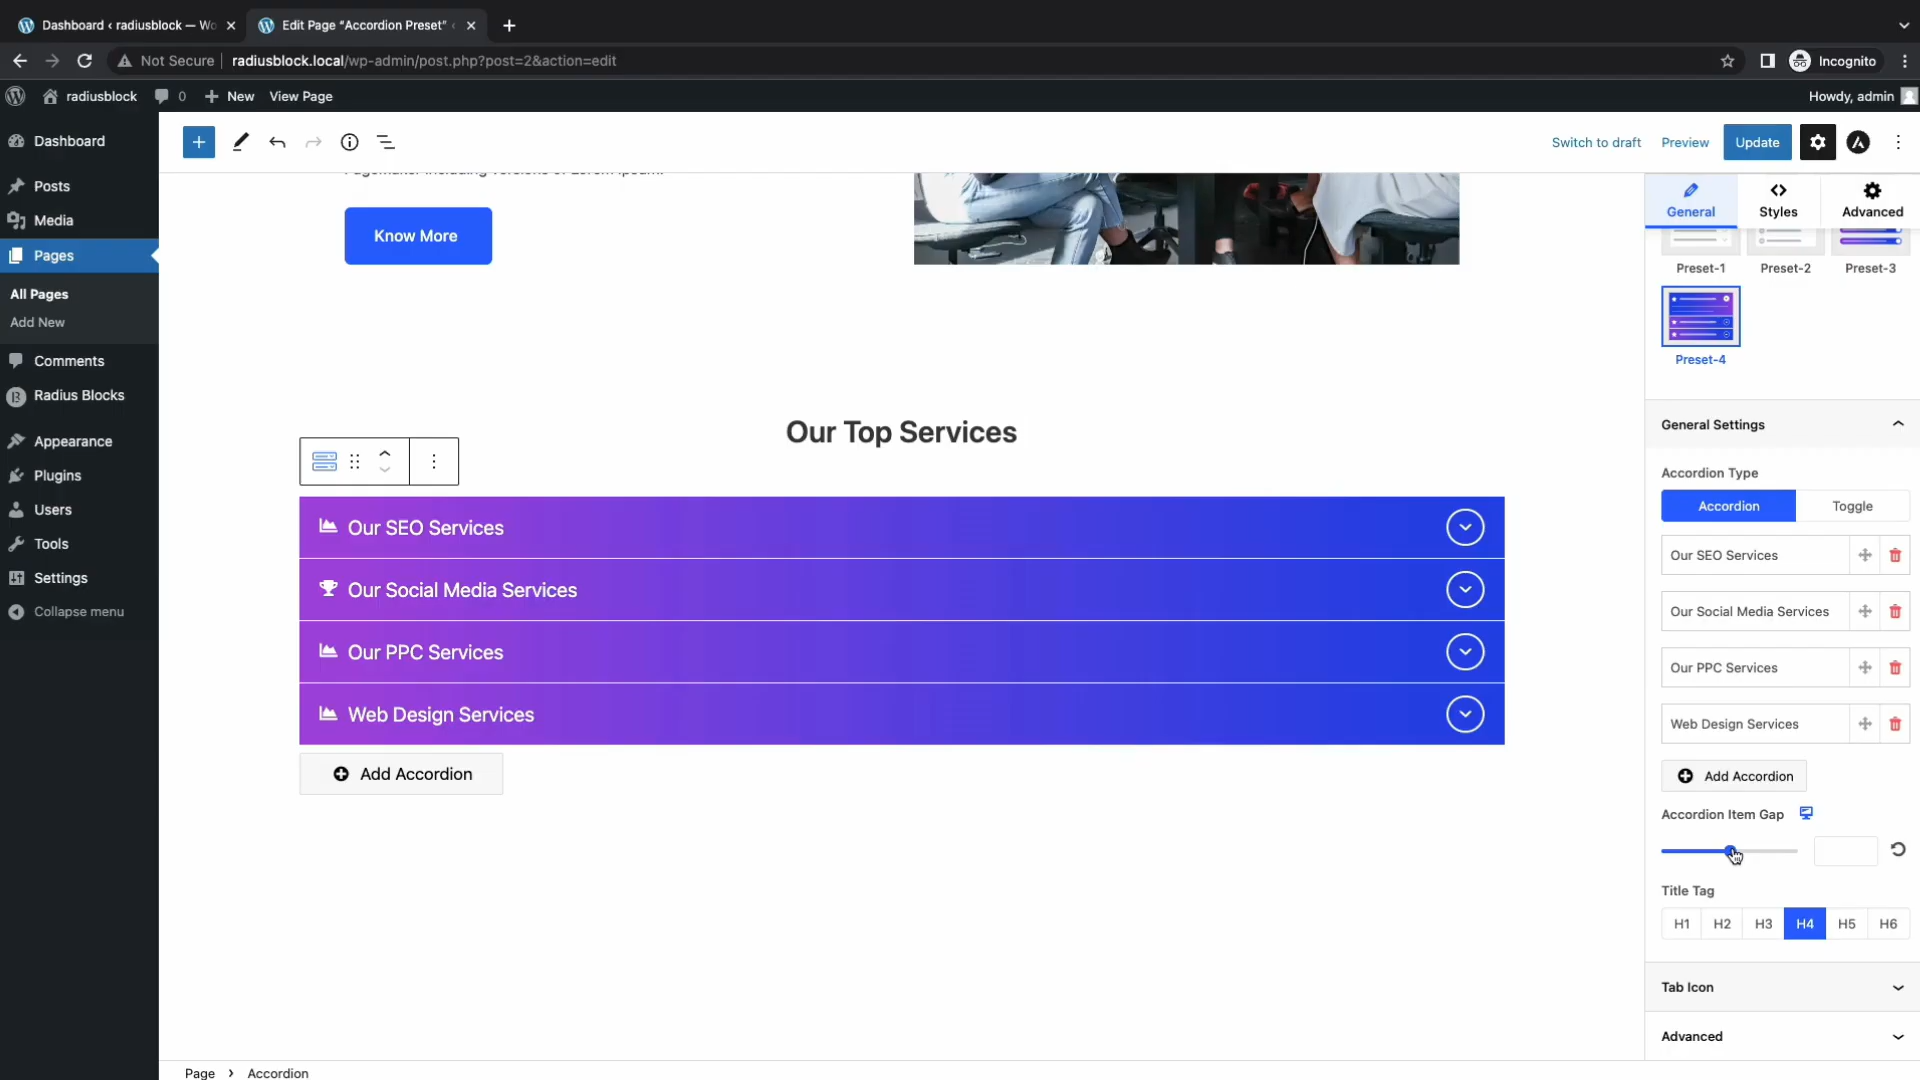 Dashboard ‹ radiusblock — Wo
Edit Page “Accordion Preset” ‹
Not Secure
radiusblock.local/wp-admin/post.php?post=2&action=edit
Incognito
radiusblock
0
New
View Page
Howdy, admin
Dashboard
Posts
Media
Pages
All Pages
Add New
Comments
Radius Blocks
Appearance
Plugins
Users
Tools
Settings
Collapse menu
Switch to draft
Preview
Update
Know More
Our Top Services
Our SEO Services
Our Social Media Services
Our PPC Services
Web Design Services
Add Accordion
General
Styles
Advanced
Preset-1
Preset-2
Preset-3
Preset-4
General Settings
Accordion Type
Accordion
Toggle
Our SEO Services
Our Social Media Services
Our PPC Services
Web Design Services
Add Accordion
Accordion Item Gap
Title Tag
H1
H2
H3
H4
H5
H6
Tab Icon
Advanced
Page
Accordion